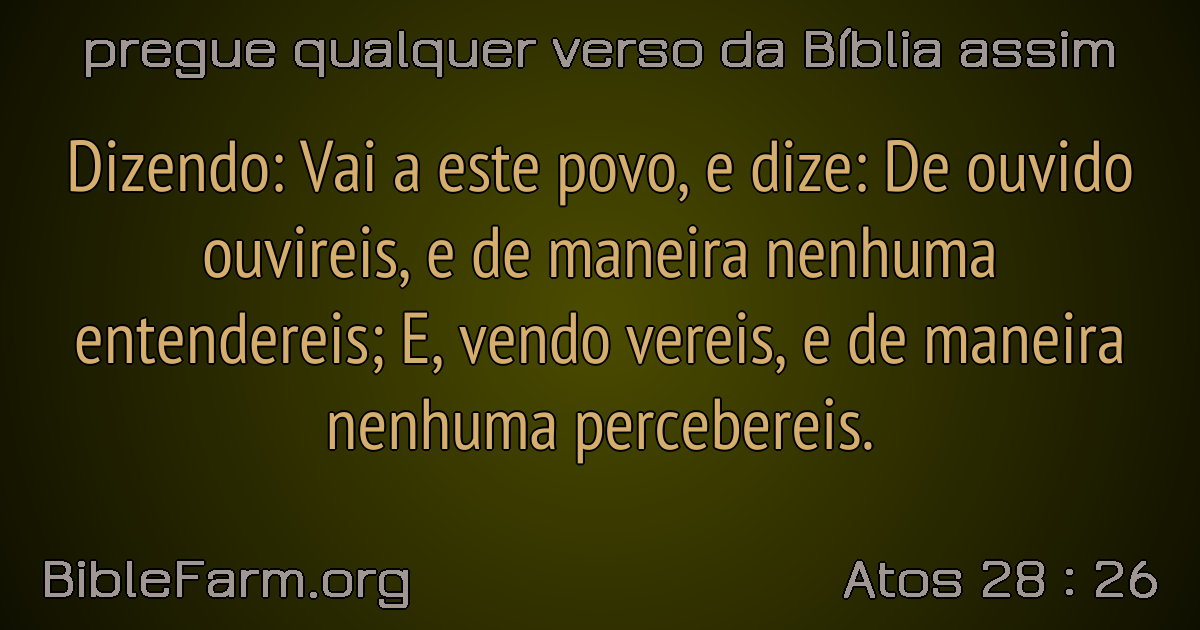 pregue qualquer verso da Bíblia assim
Dizendo: Vai a este povo, e dize: De ouvido
ouvireis, e de maneira nenhuma
entendereis; E, vendo vereis, e de maneira
nenhuma percebereis.
BibleFarm.org
Atos 28 : 26